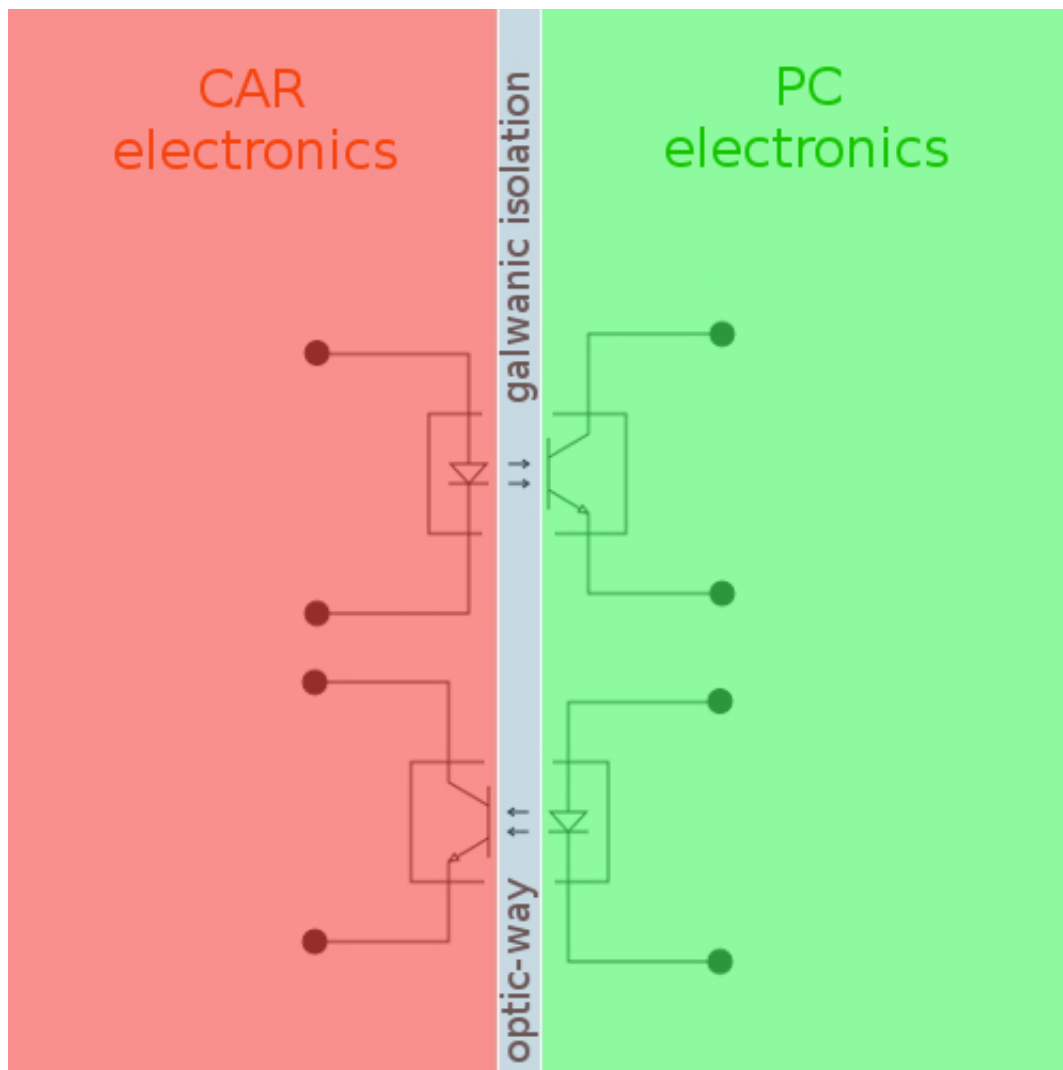 CAR
electronics
galwanic isolation
PC
electronics
optic-way